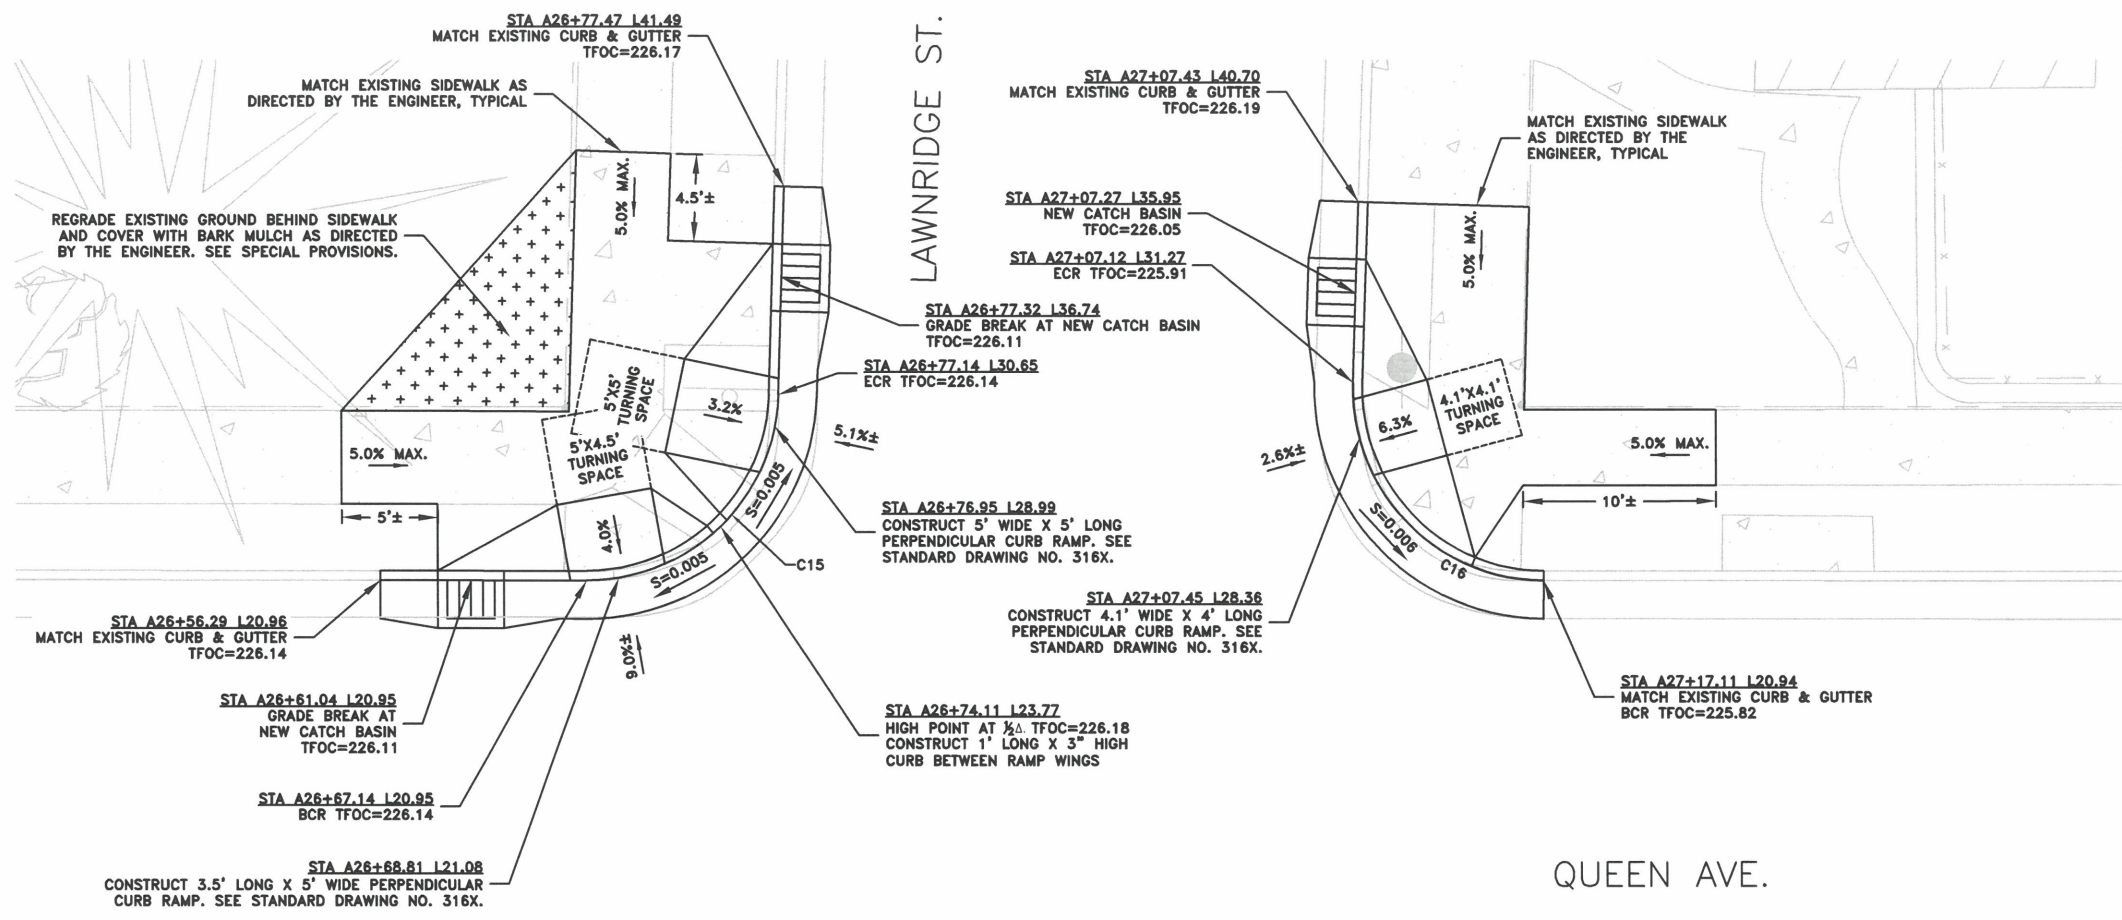 STA A26+77.47 L41.49
MATCH EXISTING CURB & GUTTER
TFOC=226.17
MATCH EXISTING SIDEWALK AS
DIRECTED BY THE ENGINEER, TYPICAL
REGRADE EXISTING GROUND BEHIND SIDEWALK
AND COVER WITH BARK MULCH AS DIRECTED
BY THE ENGINEER. SEE SPECIAL PROVISIONS.
5.0% MAX.
4.5'±
5'X5'
TURNING
SPACE
5'X4.5'
TURNING
SPACE
3.2%
4.0%
5.0% MAX.
5'±
S=0.005
S=0.005
5.1%±
9.0%±
C15
LAWNRIDGE ST.
STA A26+77.32 L36.74
GRADE BREAK AT NEW CATCH BASIN
TFOC=226.11
STA A26+77.14 L30.65
ECR TFOC=226.14
STA A26+76.95 L28.99
CONSTRUCT 5' WIDE X 5' LONG
PERPENDICULAR CURB RAMP. SEE
STANDARD DRAWING NO. 316X.
STA A26+74.11 L23.77
HIGH POINT AT ½Δ. TFOC=226.18
CONSTRUCT 1' LONG X 3" HIGH
CURB BETWEEN RAMP WINGS
STA A26+56.29 L20.96
MATCH EXISTING CURB & GUTTER
TFOC=226.14
STA A26+61.04 L20.95
GRADE BREAK AT
NEW CATCH BASIN
TFOC=226.11
STA A26+67.14 L20.95
BCR TFOC=226.14
STA A26+68.81 L21.08
CONSTRUCT 3.5' LONG X 5' WIDE PERPENDICULAR
CURB RAMP. SEE STANDARD DRAWING NO. 316X.
STA A27+07.43 L40.70
MATCH EXISTING CURB & GUTTER
TFOC=226.19
STA A27+07.27 L35.95
NEW CATCH BASIN
TFOC=226.05
STA A27+07.12 L31.27
ECR TFOC=225.91
MATCH EXISTING SIDEWALK
AS DIRECTED BY THE
ENGINEER, TYPICAL
5.0% MAX.
4.1'X4.1'
TURNING
SPACE
6.3%
2.6%±
5.0% MAX.
10'±
S=0.006
C16
STA A27+07.45 L28.36
CONSTRUCT 4.1' WIDE X 4' LONG
PERPENDICULAR CURB RAMP. SEE
STANDARD DRAWING NO. 316X.
STA A27+17.11 L20.94
MATCH EXISTING CURB & GUTTER
BCR TFOC=225.82
QUEEN AVE.